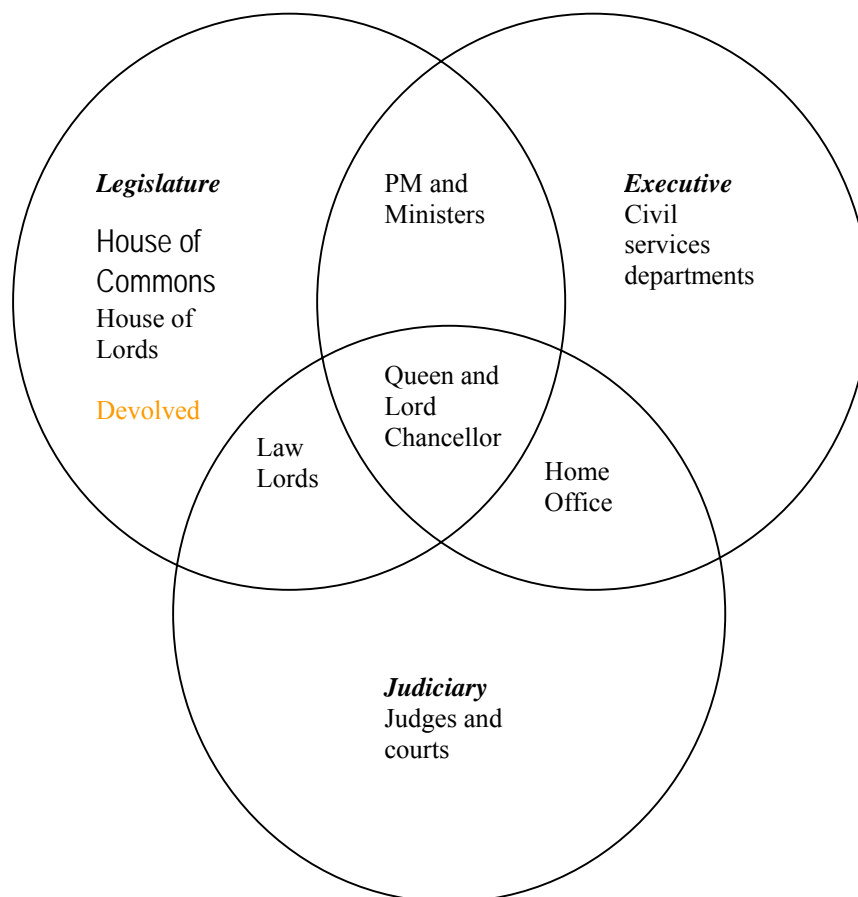 Legislature
House of
Commons
House of
Lords
Devolved
PM and
Ministers
Executive
Civil
services
departments
Queen and
Lord
Chancellor
Law
Lords
Home
Office
Judiciary
Judges and
courts